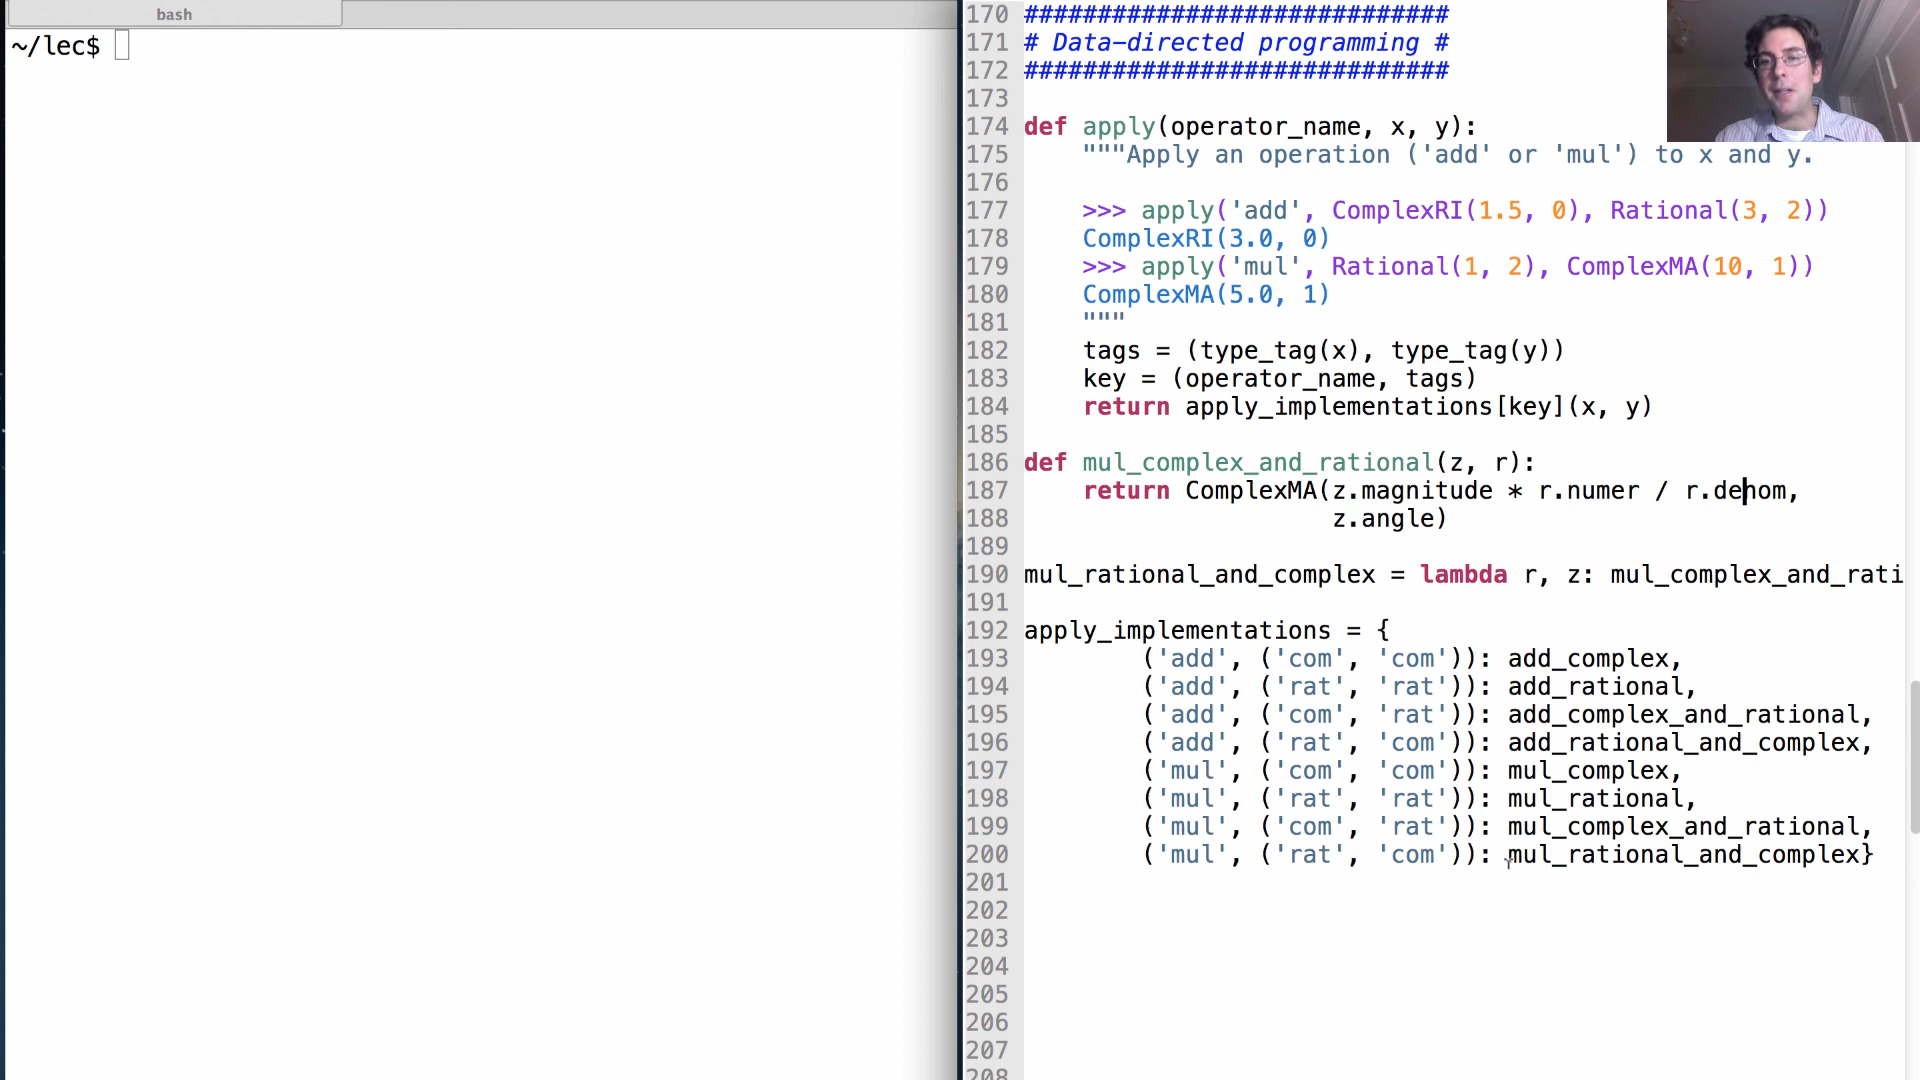 bash
~/lec$
170 #############################
171 # Data-directed programming #
172 #############################
173
174 def apply(operator_name, x, y):
175     """Apply an operation ('add' or 'mul') to x and y.
176
177     >>> apply('add', ComplexRI(1.5, 0), Rational(3, 2))
178     ComplexRI(3.0, 0)
179     >>> apply('mul', Rational(1, 2), ComplexMA(10, 1))
180     ComplexMA(5.0, 1)
181     """
182     tags = (type_tag(x), type_tag(y))
183     key = (operator_name, tags)
184     return apply_implementations[key](x, y)
185
186 def mul_complex_and_rational(z, r):
187     return ComplexMA(z.magnitude * r.numer / r.denom,
188                      z.angle)
189
190 mul_rational_and_complex = lambda r, z: mul_complex_and_rati
191
192 apply_implementations = {
193         ('add', ('com', 'com')): add_complex,
194         ('add', ('rat', 'rat')): add_rational,
195         ('add', ('com', 'rat')): add_complex_and_rational,
196         ('add', ('rat', 'com')): add_rational_and_complex,
197         ('mul', ('com', 'com')): mul_complex,
198         ('mul', ('rat', 'rat')): mul_rational,
199         ('mul', ('com', 'rat')): mul_complex_and_rational,
200         ('mul', ('rat', 'com')): mul_rational_and_complex}
201
202
203
204
205
206
207
208